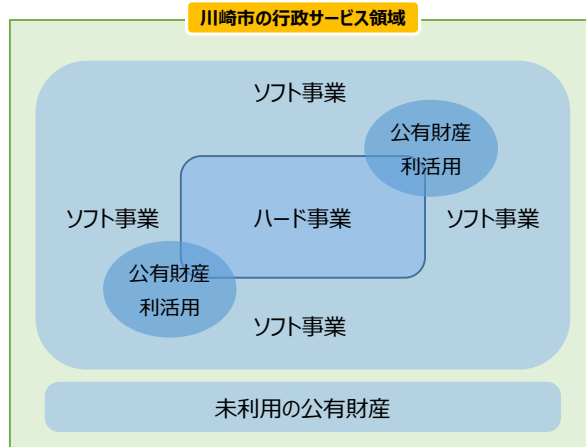 川崎市の行政サービス領域
ソフト事業
公有財産
利活用
ソフト事業
ハード事業
ソフト事業
公有財産
利活用
ソフト事業
未利用の公有財産